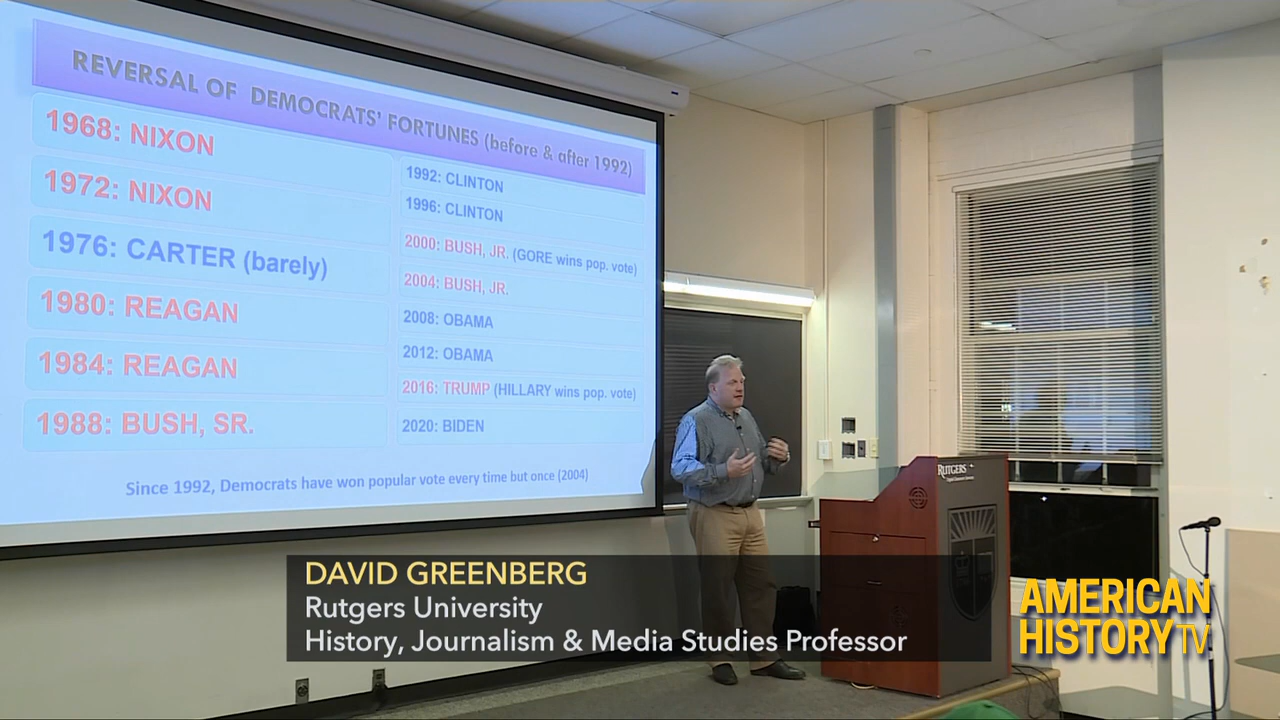 REVERSAL OF DEMOCRATS' FORTUNES (before & after 1992)
1968: NIXON
1972: NIXON
1976: CARTER (barely)
1980: REAGAN
1984: REAGAN
1988: BUSH, SR.
1992: CLINTON
1996: CLINTON
2000: BUSH, JR. (GORE wins pop. vote)
2004: BUSH, JR.
2008: OBAMA
2012: OBAMA
2016: TRUMP (HILLARY wins pop. vote)
2020: BIDEN
Since 1992, Democrats have won popular vote every time but once (2004)
RUTGERS
DAVID GREENBERG
Rutgers University
History, Journalism & Media Studies Professor
AMERICAN
HISTORY TV